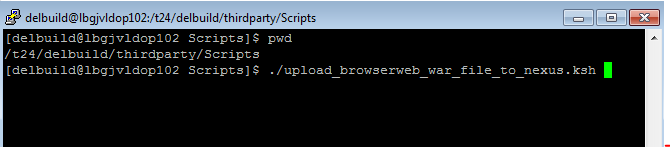 delbuild@lbgjvldop102:/t24/delbuild/thirdparty/Scripts
[delbuild@lbgjvldop102 Scripts]$ pwd
/t24/delbuild/thirdparty/Scripts
[delbuild@lbgjvldop102 Scripts]$ ./upload_browserweb_war_file_to_nexus.ksh